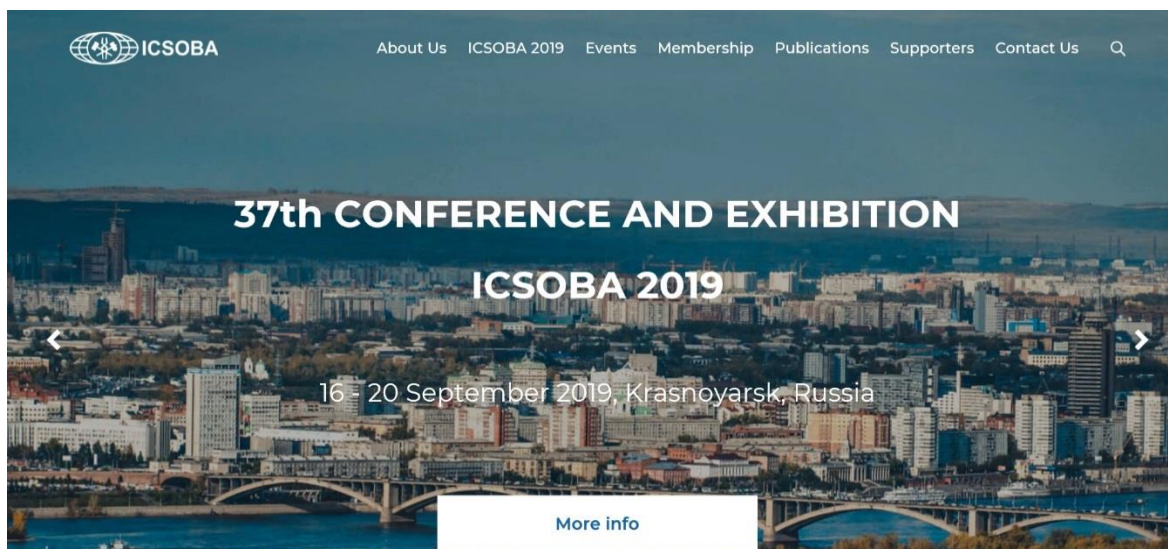 ICSOBA
About Us ICSOBA 2019 Events Membership Publications Supporters Contact Us
37th CONFERENCE AND EXHIBITION
ICSOBA 2019
16 - 20 September 2019, Krasnoyarsk, Russia
More info